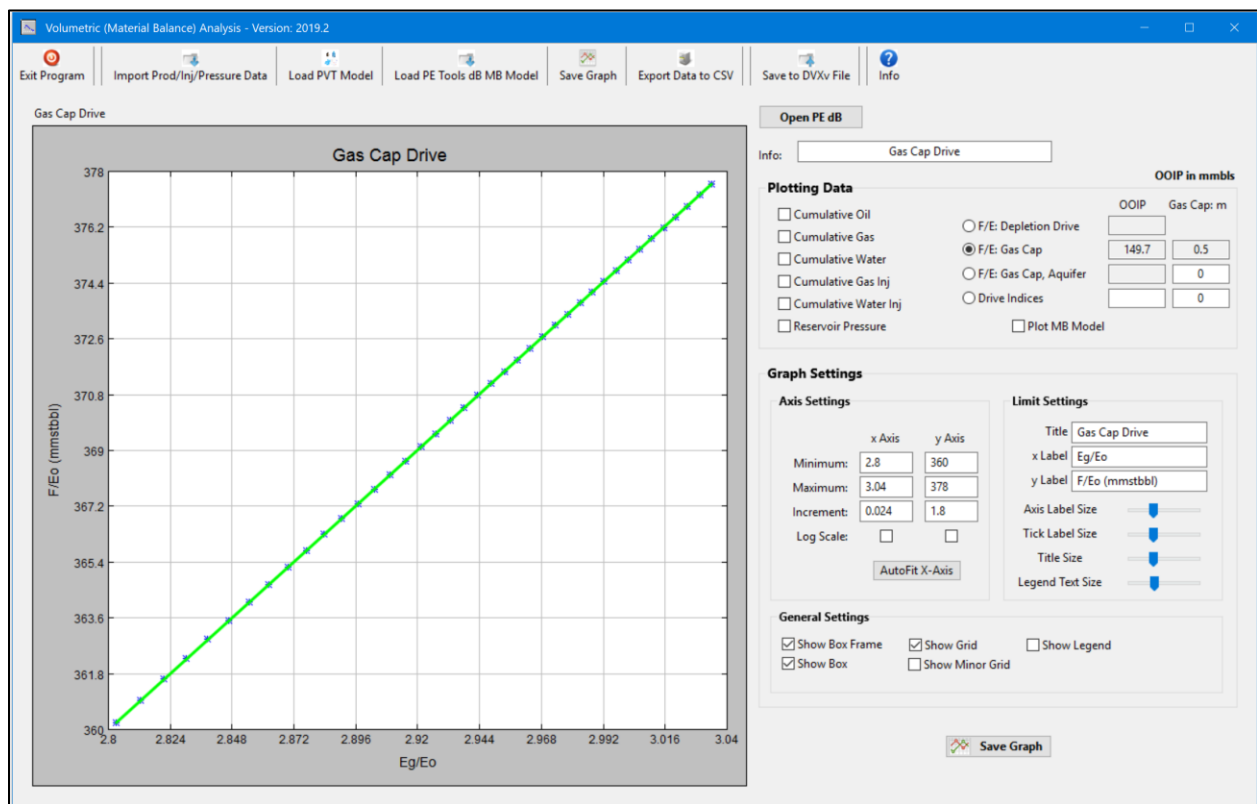 Volumetric (Material Balance) Analysis - Version: 2019.2
Exit Program Import Prod/Inj/Pressure Data Load PVT Model Load PE Tools dB MB Model Save Graph Export Data to CSV Save to DVXv File Info
Gas Cap Drive
Gas Cap Drive
378
376.2
374.4
372.6
370.8
369
367.2
365.4
363.6
361.8
360
F/Eo (mmstbbl)
2.8 2.824 2.848 2.872 2.896 2.92 2.944 2.968 2.992 3.016 3.04
Eg/Eo
Open PE dB
Info: Gas Cap Drive
OOIP in mmbls
Plotting Data
OOIP Gas Cap: m
Cumulative Oil
Cumulative Gas
Cumulative Water
Cumulative Gas Inj
Cumulative Water Inj
Reservoir Pressure
F/E: Depletion Drive
F/E: Gas Cap 149.7 0.5
F/E: Gas Cap, Aquifer 0
Drive Indices 0
Plot MB Model
Graph Settings
Axis Settings
x Axis y Axis
Minimum: 2.8 360
Maximum: 3.04 378
Increment: 0.024 1.8
Log Scale:
AutoFit X-Axis
Limit Settings
Title Gas Cap Drive
x Label Eg/Eo
y Label F/Eo (mmstbbl)
Axis Label Size
Tick Label Size
Title Size
Legend Text Size
General Settings
Show Box Frame Show Grid Show Legend
Show Box Show Minor Grid
Save Graph